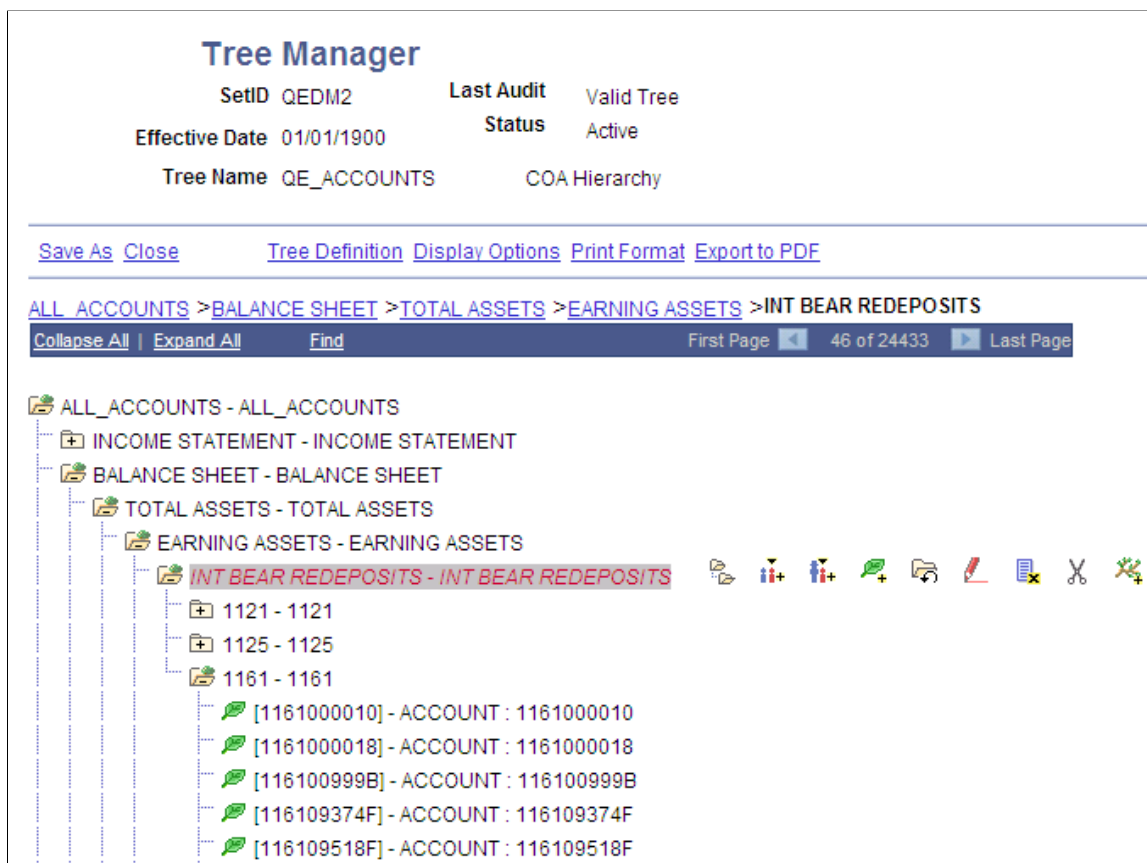 Tree Manager
SetID QEDM2 Last Audit Valid Tree
Effective Date 01/01/1900 Status Active
Tree Name QE_ACCOUNTS COA Hierarchy
Save As Close Tree Definition Display Options Print Format Export to PDF
ALL_ACCOUNTS >BALANCE SHEET >TOTAL ASSETS >EARNING ASSETS >INT BEAR REDEPOSITS
Collapse All | Expand All Find First Page 46 of 24433 Last Page
ALL_ACCOUNTS - ALL_ACCOUNTS
INCOME STATEMENT - INCOME STATEMENT
BALANCE SHEET - BALANCE SHEET
TOTAL ASSETS - TOTAL ASSETS
EARNING ASSETS - EARNING ASSETS
INT BEAR REDEPOSITS - INT BEAR REDEPOSITS
1121 - 1121
1125 - 1125
1161 - 1161
[1161000010] - ACCOUNT : 1161000010
[1161000018] - ACCOUNT : 1161000018
[116100999B] - ACCOUNT : 116100999B
[116109374F] - ACCOUNT : 116109374F
[116109518F] - ACCOUNT : 116109518F